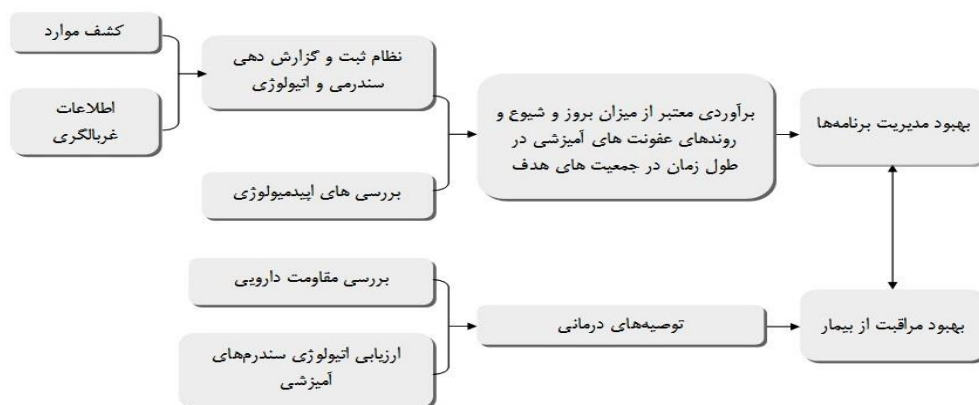 کشف موارد
اطلاعات
غربالگری
نظام ثبت و گزارش دهی
سندرمی و اتیولوژی
بررسی های اپیدمیولوژی
برآوردی معتبر از میزان بروز و شیوع و
روندهای عفونت های آمیزشی در
طول زمان در جمعیت های هدف
بهبود مدیریت برنامه‌ها
بررسی مقاومت دارویی
ارزیابی اتیولوژی سندرم‌های
آمیزشی
توصیه‌های درمانی
بهبود مراقبت از بیمار